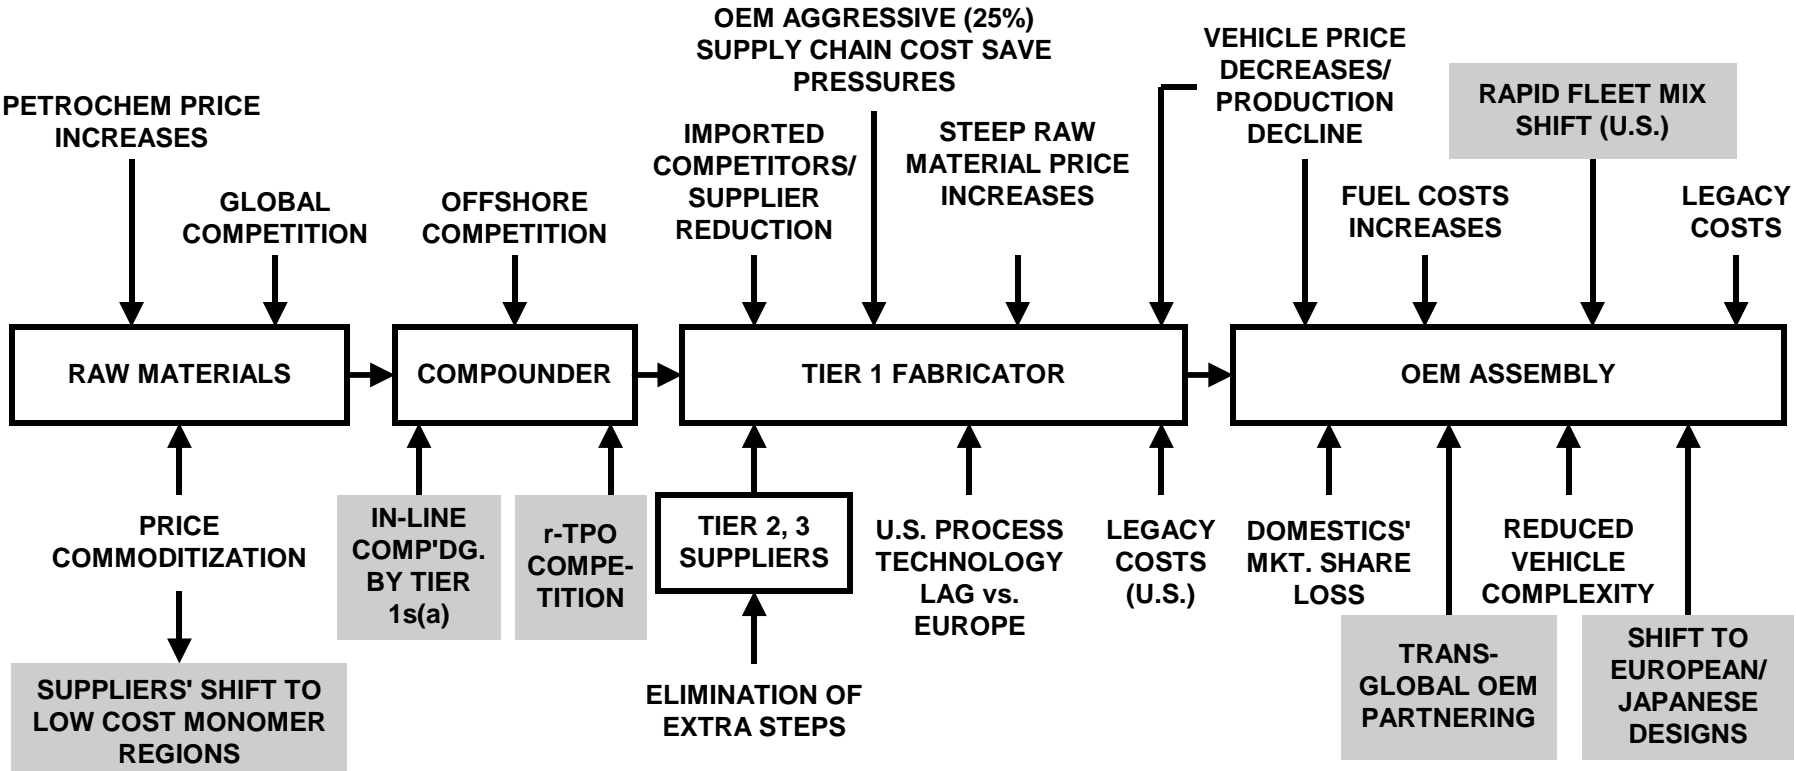 OEM AGGRESSIVE (25%)
SUPPLY CHAIN COST SAVE
PRESSURES
VEHICLE PRICE
DECREASES/
PRODUCTION
DECLINE
RAPID FLEET MIX
SHIFT (U.S.)
PETROCHEM PRICE
INCREASES
IMPORTED
COMPETITORS/
SUPPLIER
REDUCTION
STEEP RAW
MATERIAL PRICE
INCREASES
GLOBAL
COMPETITION
OFFSHORE
COMPETITION
FUEL COSTS
INCREASES
LEGACY
COSTS
RAW MATERIALS
COMPOUNDER
TIER 1 FABRICATOR
OEM ASSEMBLY
PRICE
COMMODITIZATION
IN-LINE
COMP'DG.
BY TIER
1s(a)
r-TPO
COMPE-
TITION
TIER 2, 3
SUPPLIERS
U.S. PROCESS
TECHNOLOGY
LAG vs.
EUROPE
LEGACY
COSTS
(U.S.)
DOMESTICS'
MKT. SHARE
LOSS
REDUCED
VEHICLE
COMPLEXITY
SUPPLIERS' SHIFT TO
LOW COST MONOMER
REGIONS
ELIMINATION OF
EXTRA STEPS
TRANS-
GLOBAL OEM
PARTNERING
SHIFT TO
EUROPEAN/
JAPANESE
DESIGNS